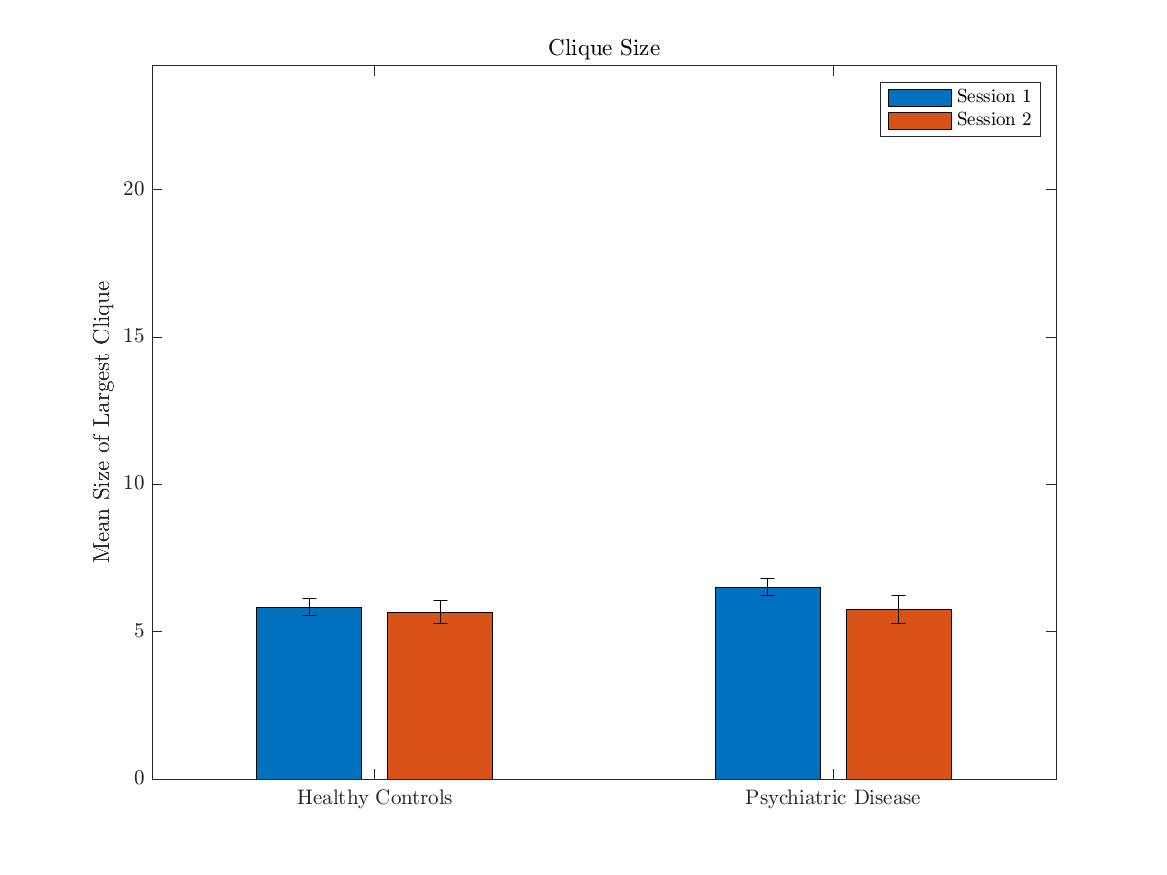 Clique Size
Session 1
Session 2
Mean Size of Largest Clique
20
15
10
5
0
Healthy Controls
Psychiatric Disease